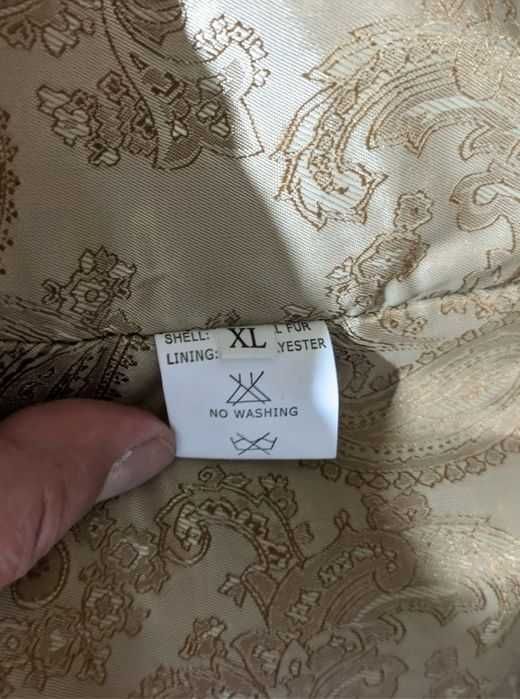 SHELL: XL L FUR
LINING: YESTER
NO WASHING